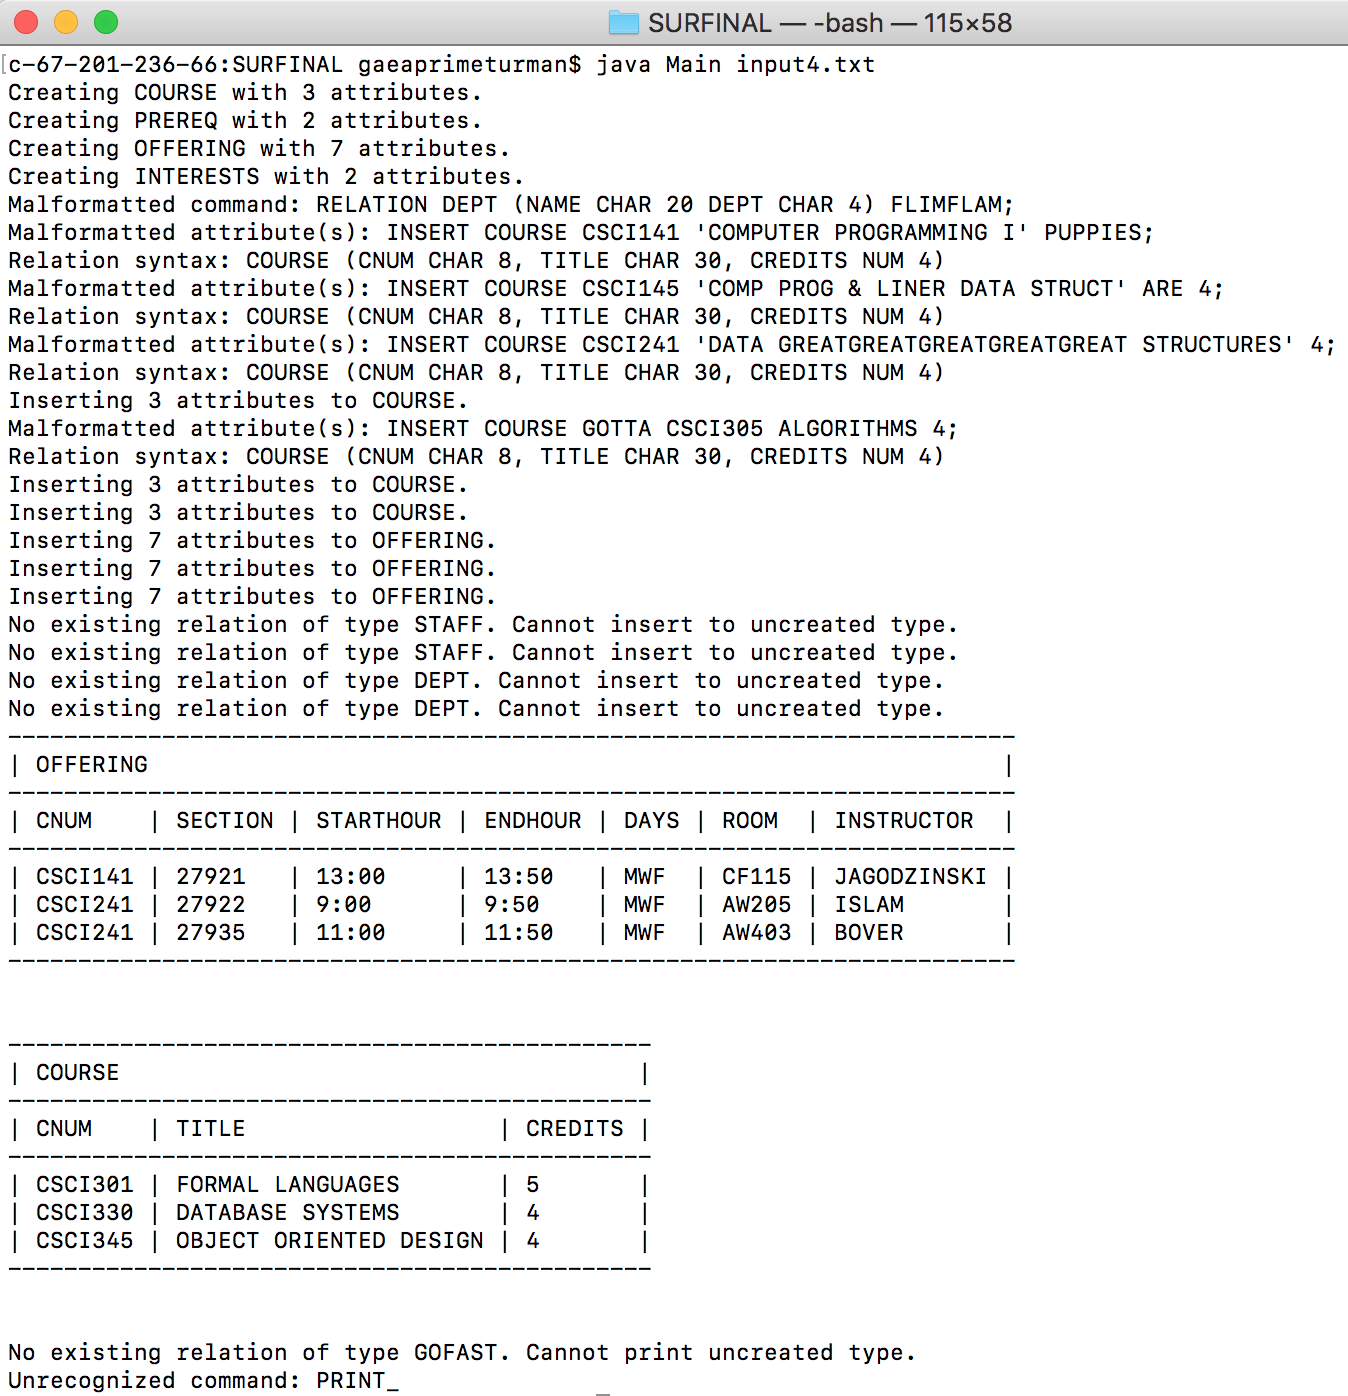 SURFINAL — -bash — 115×58
c-67-201-236-66:SURFINAL gaeaprimeturman$ java Main input4.txt
Creating COURSE with 3 attributes.
Creating PREREQ with 2 attributes.
Creating OFFERING with 7 attributes.
Creating INTERESTS with 2 attributes.
Malformatted command: RELATION DEPT (NAME CHAR 20 DEPT CHAR 4) FLIMFLAM;
Malformatted attribute(s): INSERT COURSE CSCI141 'COMPUTER PROGRAMMING I' PUPPIES;
Relation syntax: COURSE (CNUM CHAR 8, TITLE CHAR 30, CREDITS NUM 4)
Malformatted attribute(s): INSERT COURSE CSCI145 'COMP PROG & LINER DATA STRUCT' ARE 4;
Relation syntax: COURSE (CNUM CHAR 8, TITLE CHAR 30, CREDITS NUM 4)
Malformatted attribute(s): INSERT COURSE CSCI241 'DATA GREATGREATGREATGREATGREAT STRUCTURES' 4;
Relation syntax: COURSE (CNUM CHAR 8, TITLE CHAR 30, CREDITS NUM 4)
Inserting 3 attributes to COURSE.
Malformatted attribute(s): INSERT COURSE GOTTA CSCI305 ALGORITHMS 4;
Relation syntax: COURSE (CNUM CHAR 8, TITLE CHAR 30, CREDITS NUM 4)
Inserting 3 attributes to COURSE.
Inserting 3 attributes to COURSE.
Inserting 7 attributes to OFFERING.
Inserting 7 attributes to OFFERING.
Inserting 7 attributes to OFFERING.
No existing relation of type STAFF. Cannot insert to uncreated type.
No existing relation of type STAFF. Cannot insert to uncreated type.
No existing relation of type DEPT. Cannot insert to uncreated type.
No existing relation of type DEPT. Cannot insert to uncreated type.
------------------------------------------------------------------------
| OFFERING                                                             |
------------------------------------------------------------------------
| CNUM    | SECTION | STARTHOUR | ENDHOUR | DAYS | ROOM  | INSTRUCTOR  |
------------------------------------------------------------------------
| CSCI141 | 27921   | 13:00     | 13:50   | MWF  | CF115 | JAGODZINSKI |
| CSCI241 | 27922   | 9:00      | 9:50    | MWF  | AW205 | ISLAM       |
| CSCI241 | 27935   | 11:00     | 11:50   | MWF  | AW403 | BOVER       |
------------------------------------------------------------------------
----------------------------------------------
| COURSE                                     |
----------------------------------------------
| CNUM    | TITLE                  | CREDITS |
----------------------------------------------
| CSCI301 | FORMAL LANGUAGES       | 5       |
| CSCI330 | DATABASE SYSTEMS       | 4       |
| CSCI345 | OBJECT ORIENTED DESIGN | 4       |
----------------------------------------------
No existing relation of type GOFAST. Cannot print uncreated type.
Unrecognized command: PRINT_